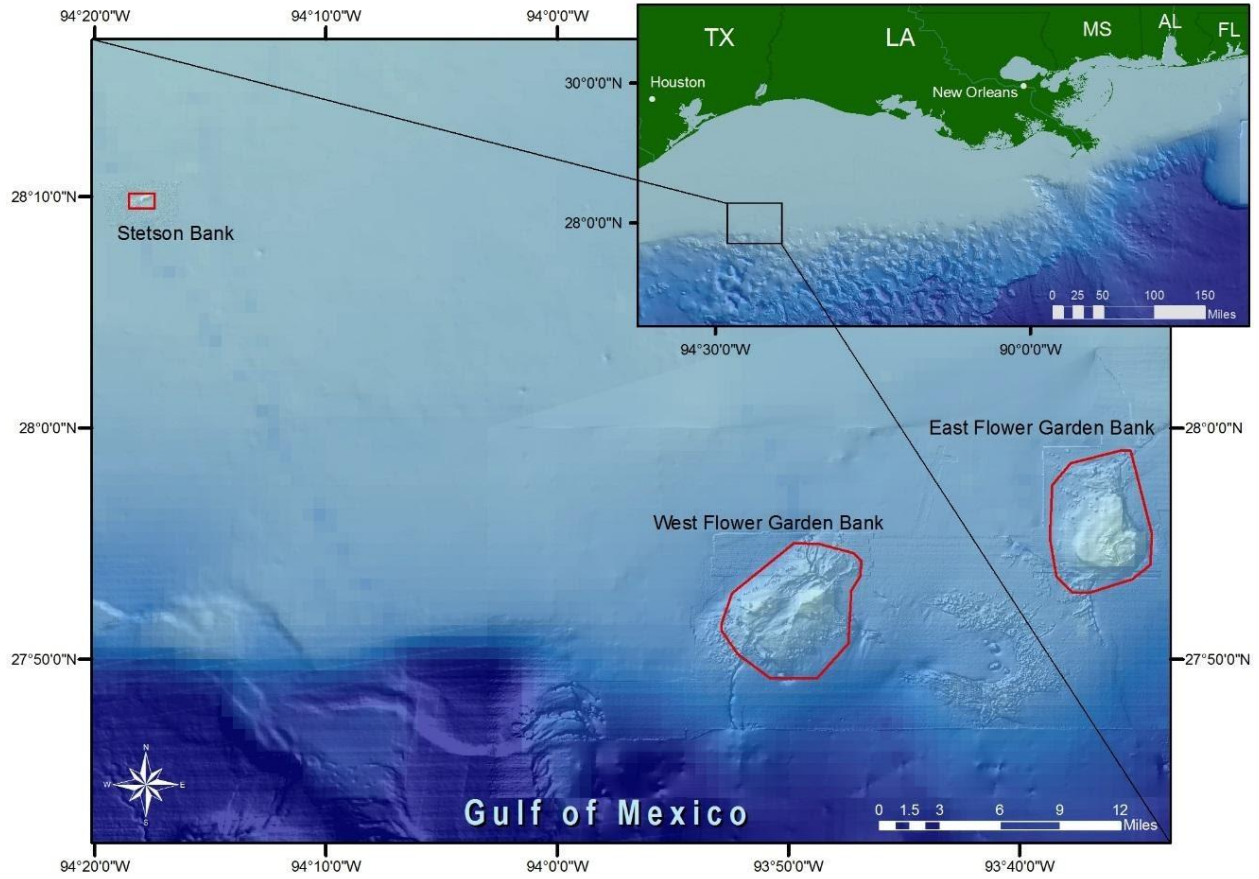 94°20'0"W
94°10'0"W
94°0'0"W
TX
LA
MS
AL
FL
Houston
New Orleans
30°0'0"N
28°0'0"N
0 25 50 100 150
Miles
94°30'0"W
90°0'0"W
28°10'0"N
Stetson Bank
28°0'0"N
28°0'0"N
East Flower Garden Bank
West Flower Garden Bank
27°50'0"N
27°50'0"N
N
W
E
S
Gulf of Mexico
0 1.5 3 6 9 12
Miles
94°20'0"W
94°10'0"W
94°0'0"W
93°50'0"W
93°40'0"W